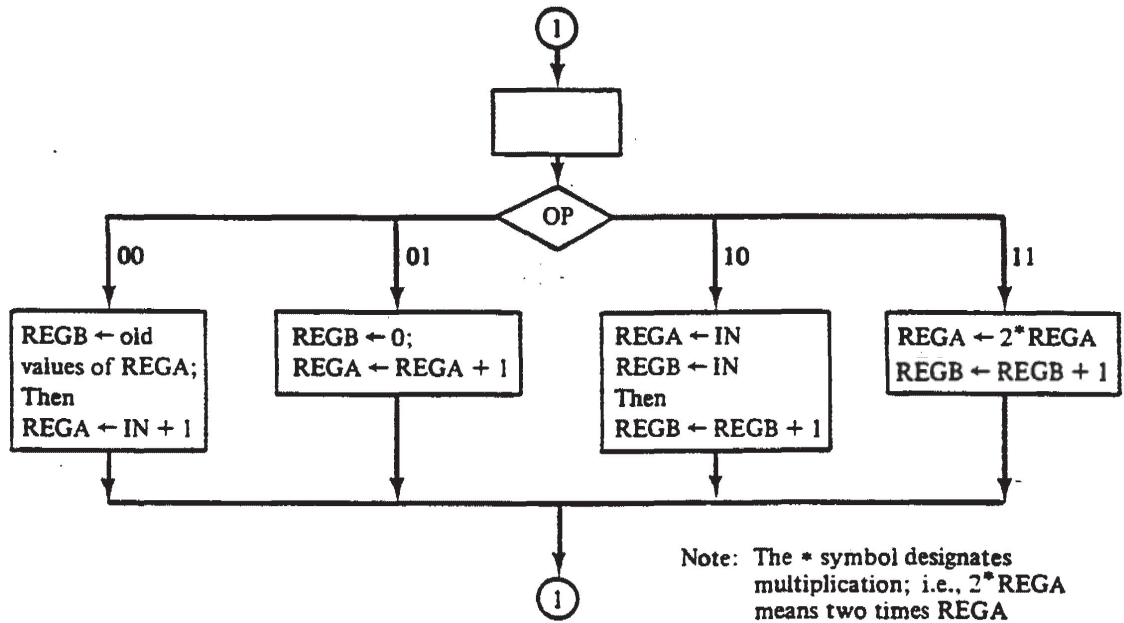 1
OP
00
01
10
11
REGB ← old
values of REGA;
Then
REGA ← IN + 1
REGB ← 0;
REGA ← REGA + 1
REGA ← IN
REGB ← IN
Then
REGB ← REGB + 1
REGA ← 2*REGA
REGB ← REGB + 1
Note: The * symbol designates
multiplication; i.e., 2*REGA
means two times REGA
1